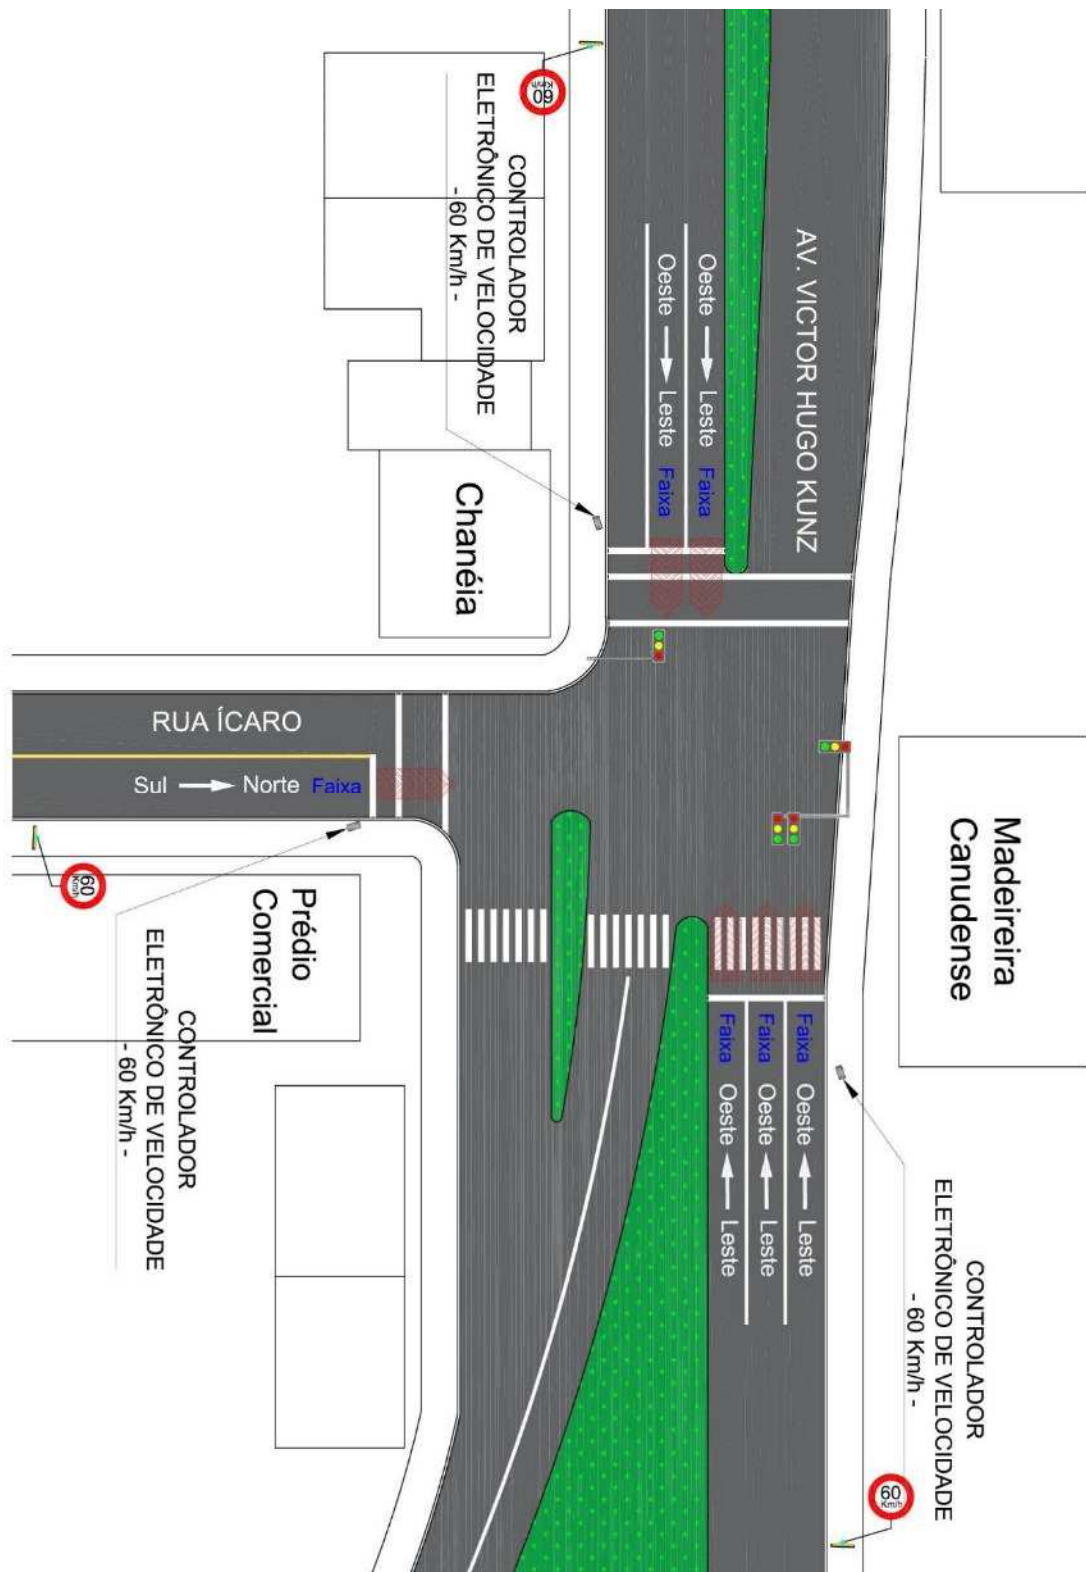 60
Km/h
CONTROLADOR
ELETRÔNICO DE VELOCIDADE
- 60 Km/h -
AV. VICTOR HUGO KUNZ
Oeste Leste Faixa
Oeste Leste Faixa
Chanéia
RUA ÍCARO
Sul Norte Faixa
60
Km/h
Prédio
Comercial
CONTROLADOR
ELETRÔNICO DE VELOCIDADE
- 60 Km/h -
Madeireira
Canudense
Faixa Oeste Leste
Faixa Oeste Leste
Faixa Oeste Leste
CONTROLADOR
ELETRÔNICO DE VELOCIDADE
- 60 Km/h -
60
Km/h